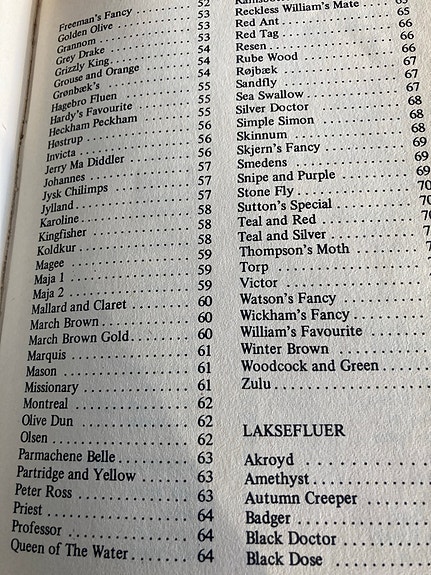 52
Freeman's Fancy . . . . . . . . . . 52
Golden Olive . . . . . . . . . . 53
Grannom . . . . . . . . . . 53
Grey Drake . . . . . . . . . . 53
Grizzly King . . . . . . . . . . 54
Grouse and Orange . . . . . . . . . . 54
Grønbæk's . . . . . . . . . . 54
Hagebro Fluen . . . . . . . . . . 55
Hardy's Favourite . . . . . . . . . . 55
Heckham Peckham . . . . . . . . . . 55
Høstrup . . . . . . . . . . 56
Invicta . . . . . . . . . . 56
Jerry Ma Diddler . . . . . . . . . . 56
Johannes . . . . . . . . . . 57
Jysk Chilimps . . . . . . . . . . 57
Jylland . . . . . . . . . . 57
Karoline . . . . . . . . . . 58
Kingfisher . . . . . . . . . . 58
Koldkur . . . . . . . . . . 58
Magee . . . . . . . . . . 59
Maja 1 . . . . . . . . . . 59
Maja 2 . . . . . . . . . . 59
Mallard and Claret . . . . . . . . . . 60
March Brown . . . . . . . . . . 60
March Brown Gold . . . . . . . . . . 60
Marquis . . . . . . . . . . 61
Mason . . . . . . . . . . 61
Missionary . . . . . . . . . . 61
Montreal . . . . . . . . . . 62
Olive Dun . . . . . . . . . . 62
Olsen . . . . . . . . . . 62
Parmachene Belle . . . . . . . . . . 63
Partridge and Yellow . . . . . . . . . . 63
Peter Ross . . . . . . . . . . 63
Priest . . . . . . . . . . 64
Professor . . . . . . . . . . 64
Queen of The Water . . . . . . . . . . 64
Reckless William's Mate 65
Red Ant . . . . . . . . . . 65
Red Tag . . . . . . . . . . 66
Resen . . . . . . . . . . 66
Rube Wood . . . . . . . . . . 66
Røjbæk . . . . . . . . . . 67
Sandfly . . . . . . . . . . 67
Sea Swallow . . . . . . . . . . 67
Silver Doctor . . . . . . . . . . 68
Simple Simon . . . . . . . . . . 68
Skinnum . . . . . . . . . . 68
Skjern's Fancy . . . . . . . . . . 69
Smedens . . . . . . . . . . 69
Snipe and Purple . . . . . . . . . . 69
Stone Fly . . . . . . . . . .
Sutton's Special . . . . . . . . . .
Teal and Red . . . . . . . . . .
Teal and Silver . . . . . . . . . .
Thompson's Moth . . . . . . . . . .
Torp . . . . . . . . . .
Victor . . . . . . . . . .
Watson's Fancy . . . . . . . . . .
Wickham's Fancy . . . . . . . . . .
William's Favourite . . . . . . . . . .
Winter Brown . . . . . . . . . .
Woodcock and Green . . . . . . . . . .
Zulu . . . . . . . . . .
LAKSEFLUER
Akroyd . . . . . . . . . .
Amethyst . . . . . . . . . .
Autumn Creeper . . . . . . . . . .
Badger . . . . . . . . . .
Black Doctor . . . . . . . . . .
Black Dose . . . . . . . . . .